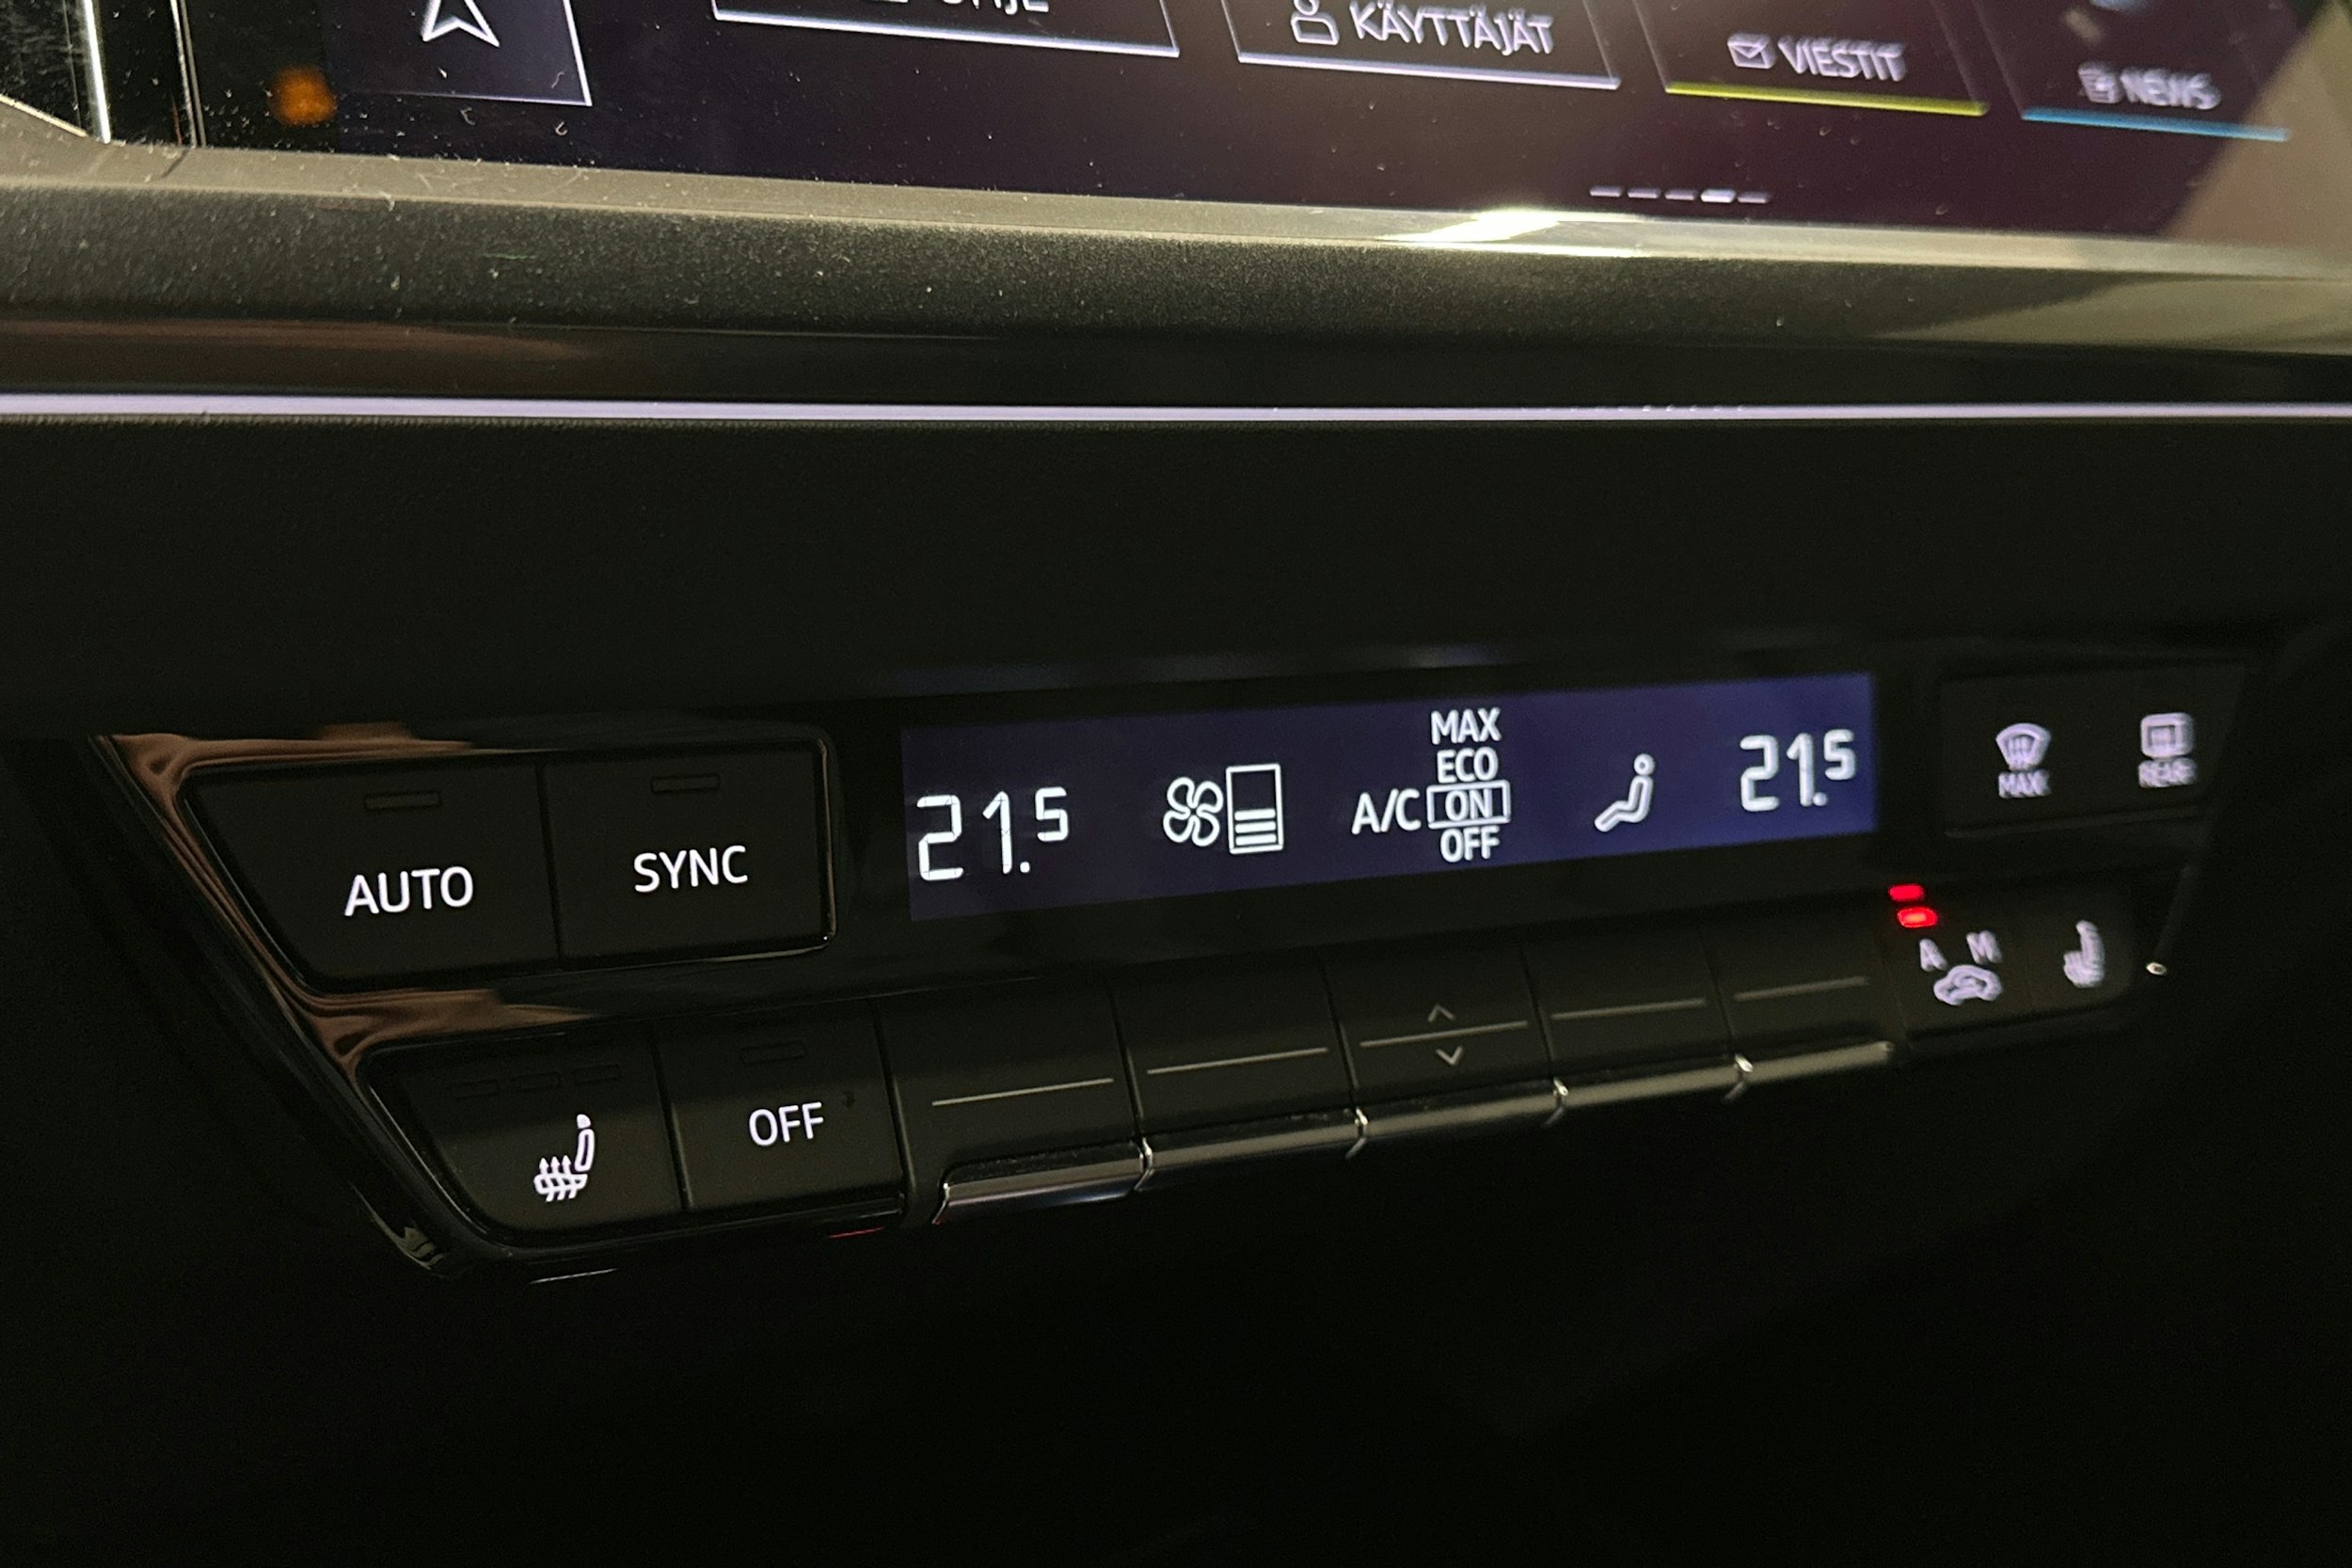 KÄYTTÄJÄT
VIESTIT
NEWS
21.5
A/C
MAX
ECO
ON
OFF
21.5
MAX
REAR
AUTO
SYNC
A M
OFF